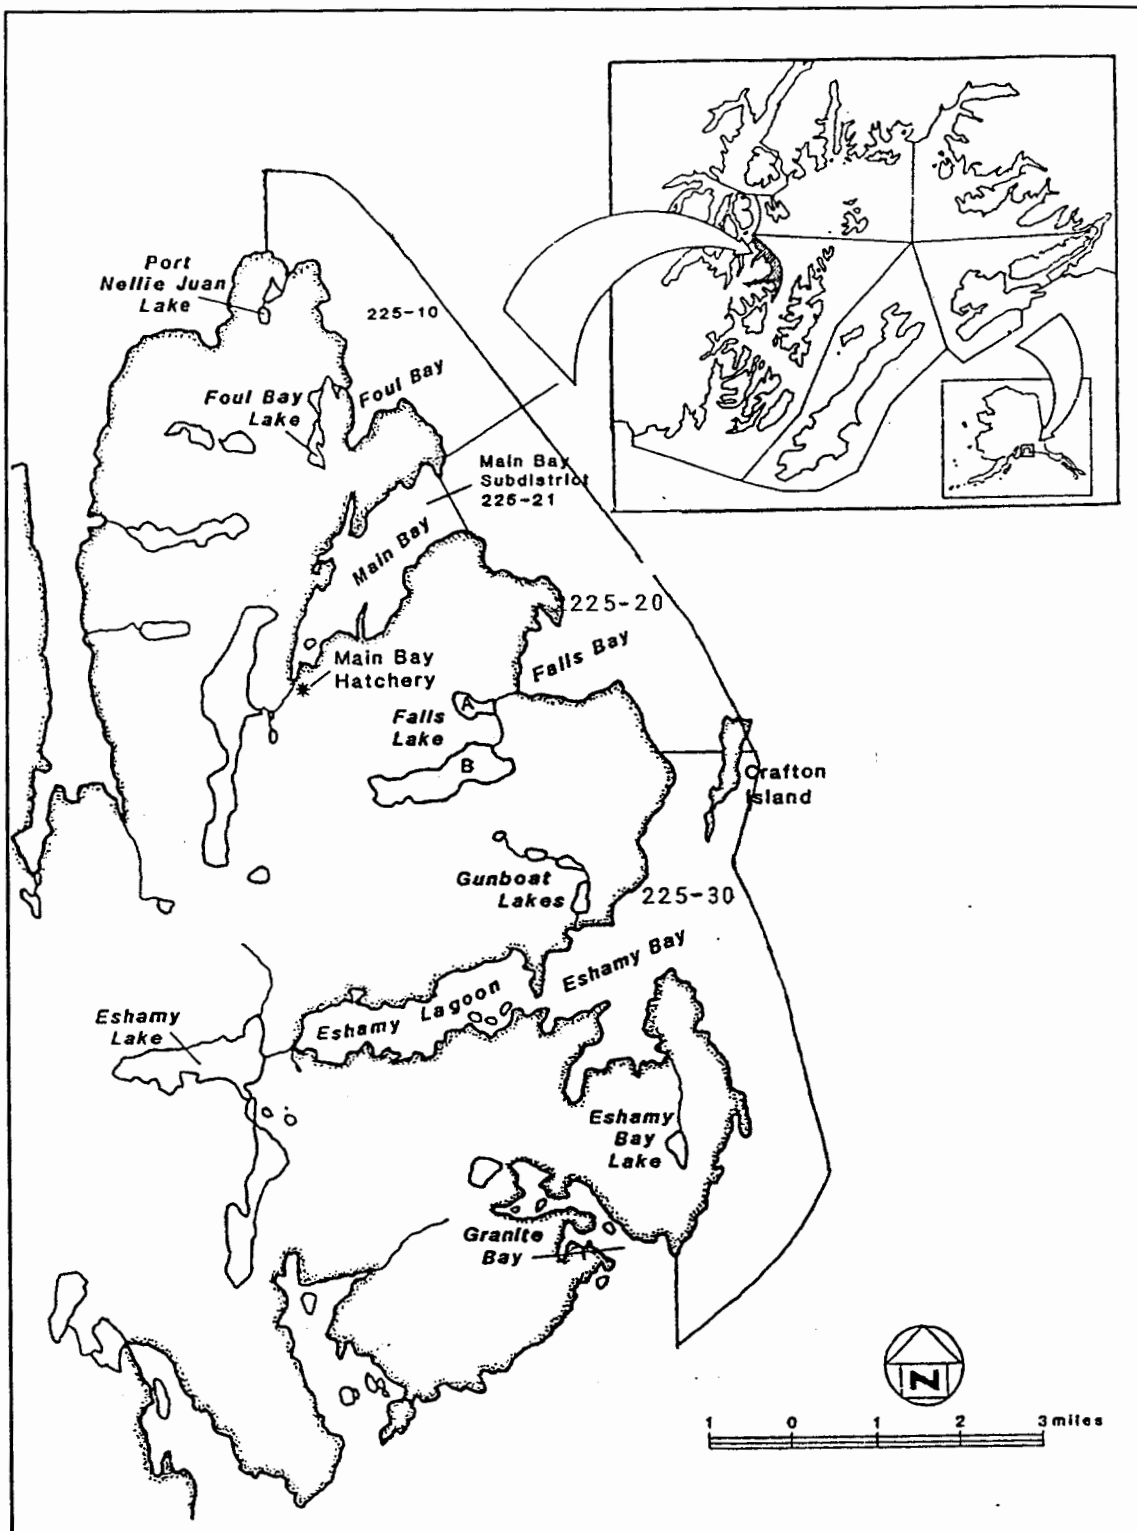 Port
Nellie Juan
Lake
225-10
Foul Bay
Foul Bay
Lake
Main Bay
Subdistrict
225-21
Main Bay
225-20
Falls Bay
Main Bay
Hatchery
A
Falls
Lake
B
Crafton
Island
Gunboat
Lakes
225-30
Eshamy Bay
Eshamy Lagoon
Eshamy
Lake
Eshamy
Bay
Lake
Granite
Bay
N
1 0 1 2 3 miles